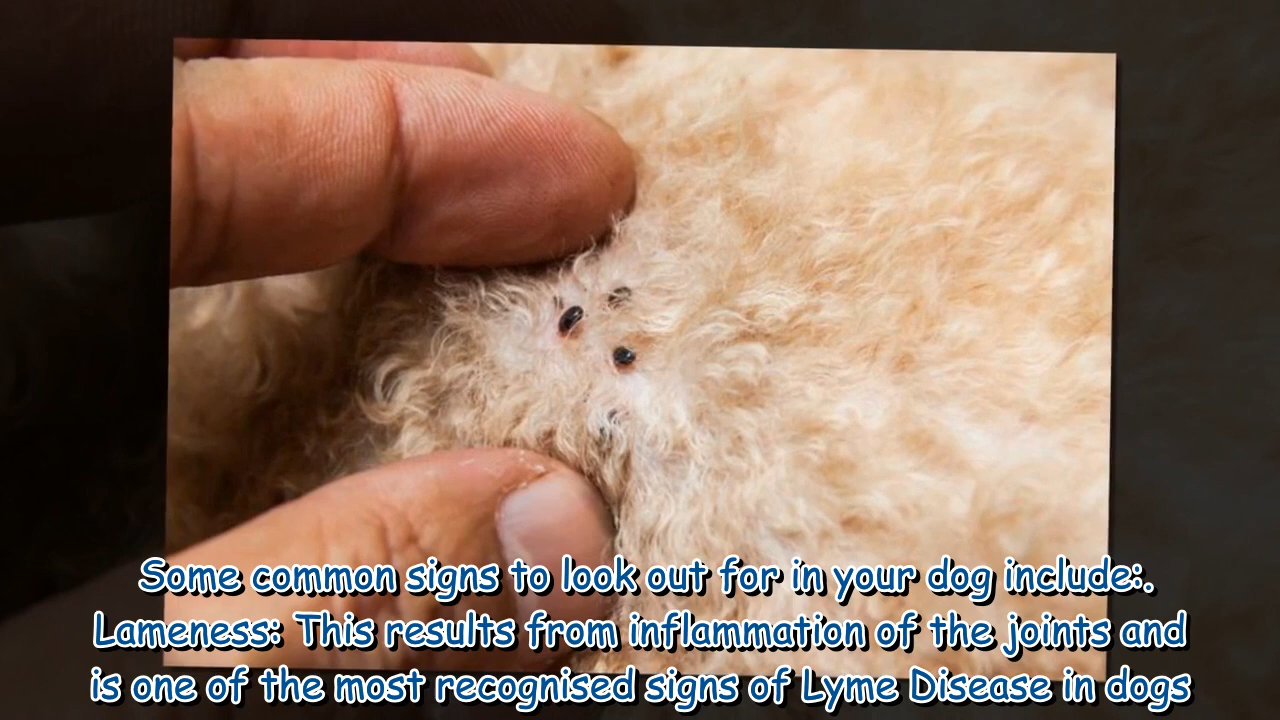 Some common signs to look out for in your dog include:.
Lameness: This results from inflammation of the joints and
is one of the most recognised signs of Lyme Disease in dogs